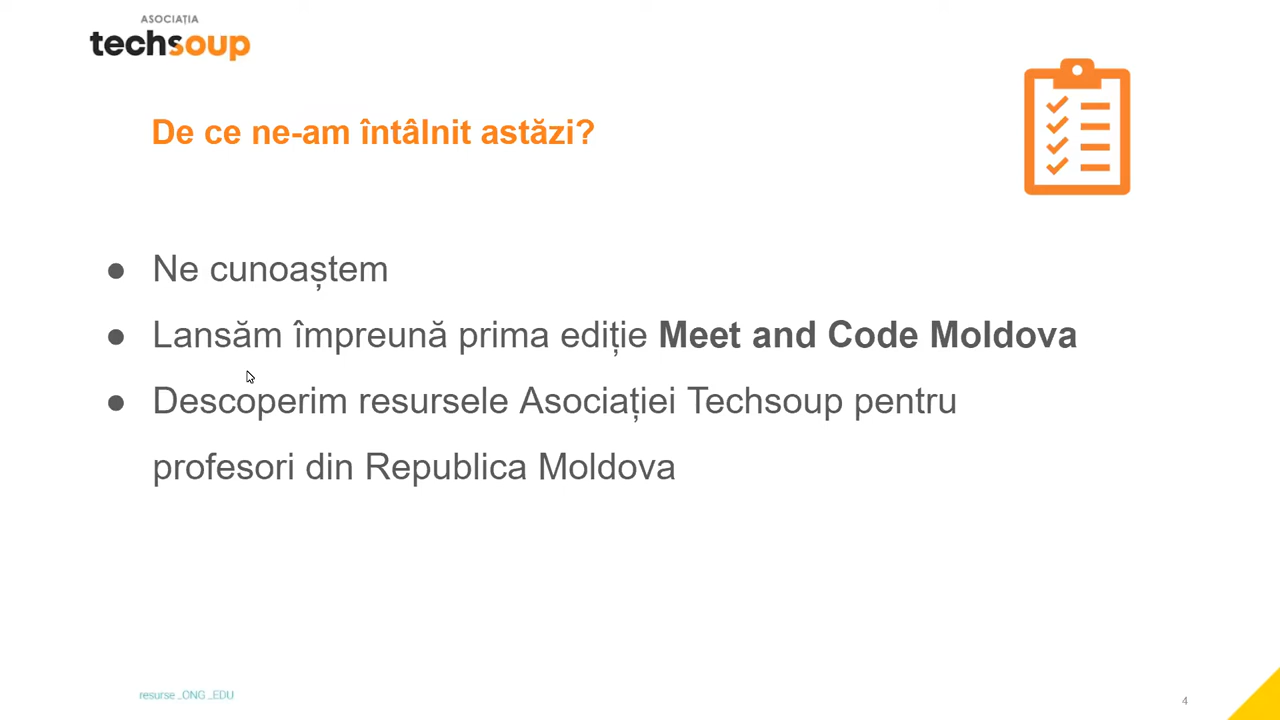 ASOCIAȚIA
techsoup
De ce ne-am întâlnit astăzi?
● Ne cunoaștem
● Lansăm împreună prima ediție Meet and Code Moldova
● Descoperim resursele Asociației Techsoup pentru
profesori din Republica Moldova
resurse_ONG_EDU
4